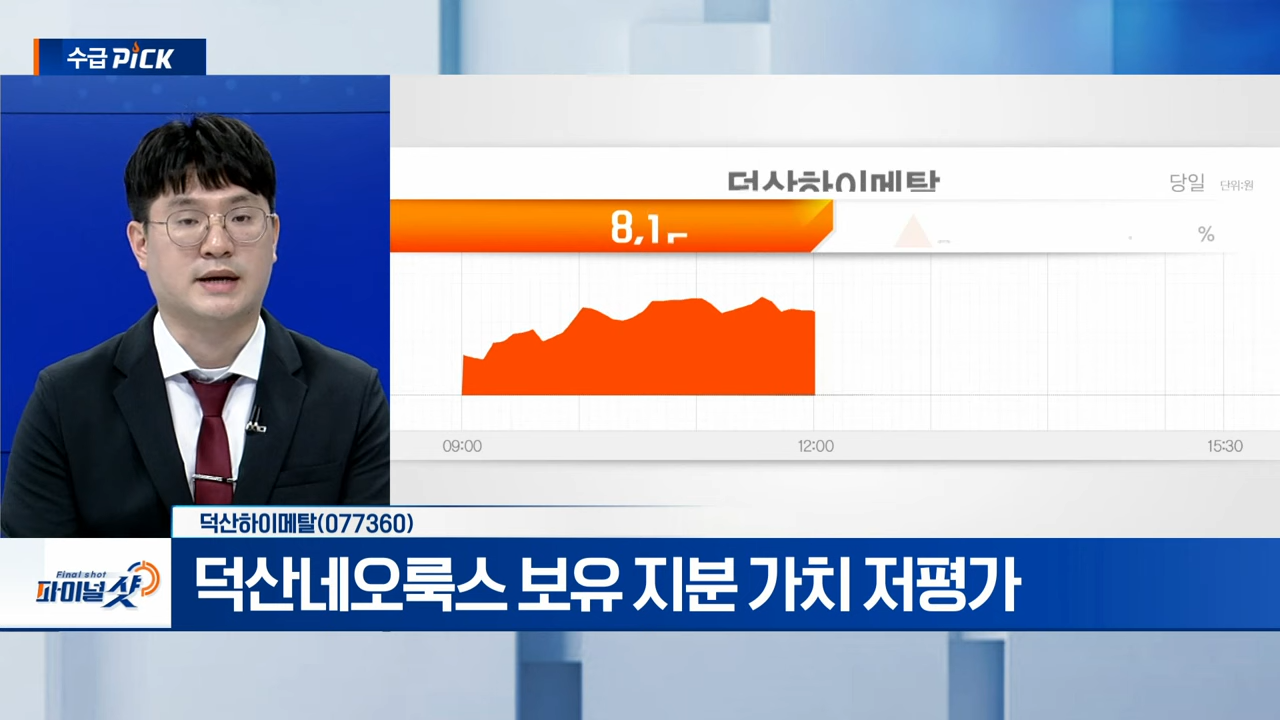 수급 PiCK
덕산하이메탈
당일 단위:원
%
09:00 12:00 15:30
덕산하이메탈(077360)
Final shot
파이널샷
덕산네오룩스 보유 지분 가치 저평가